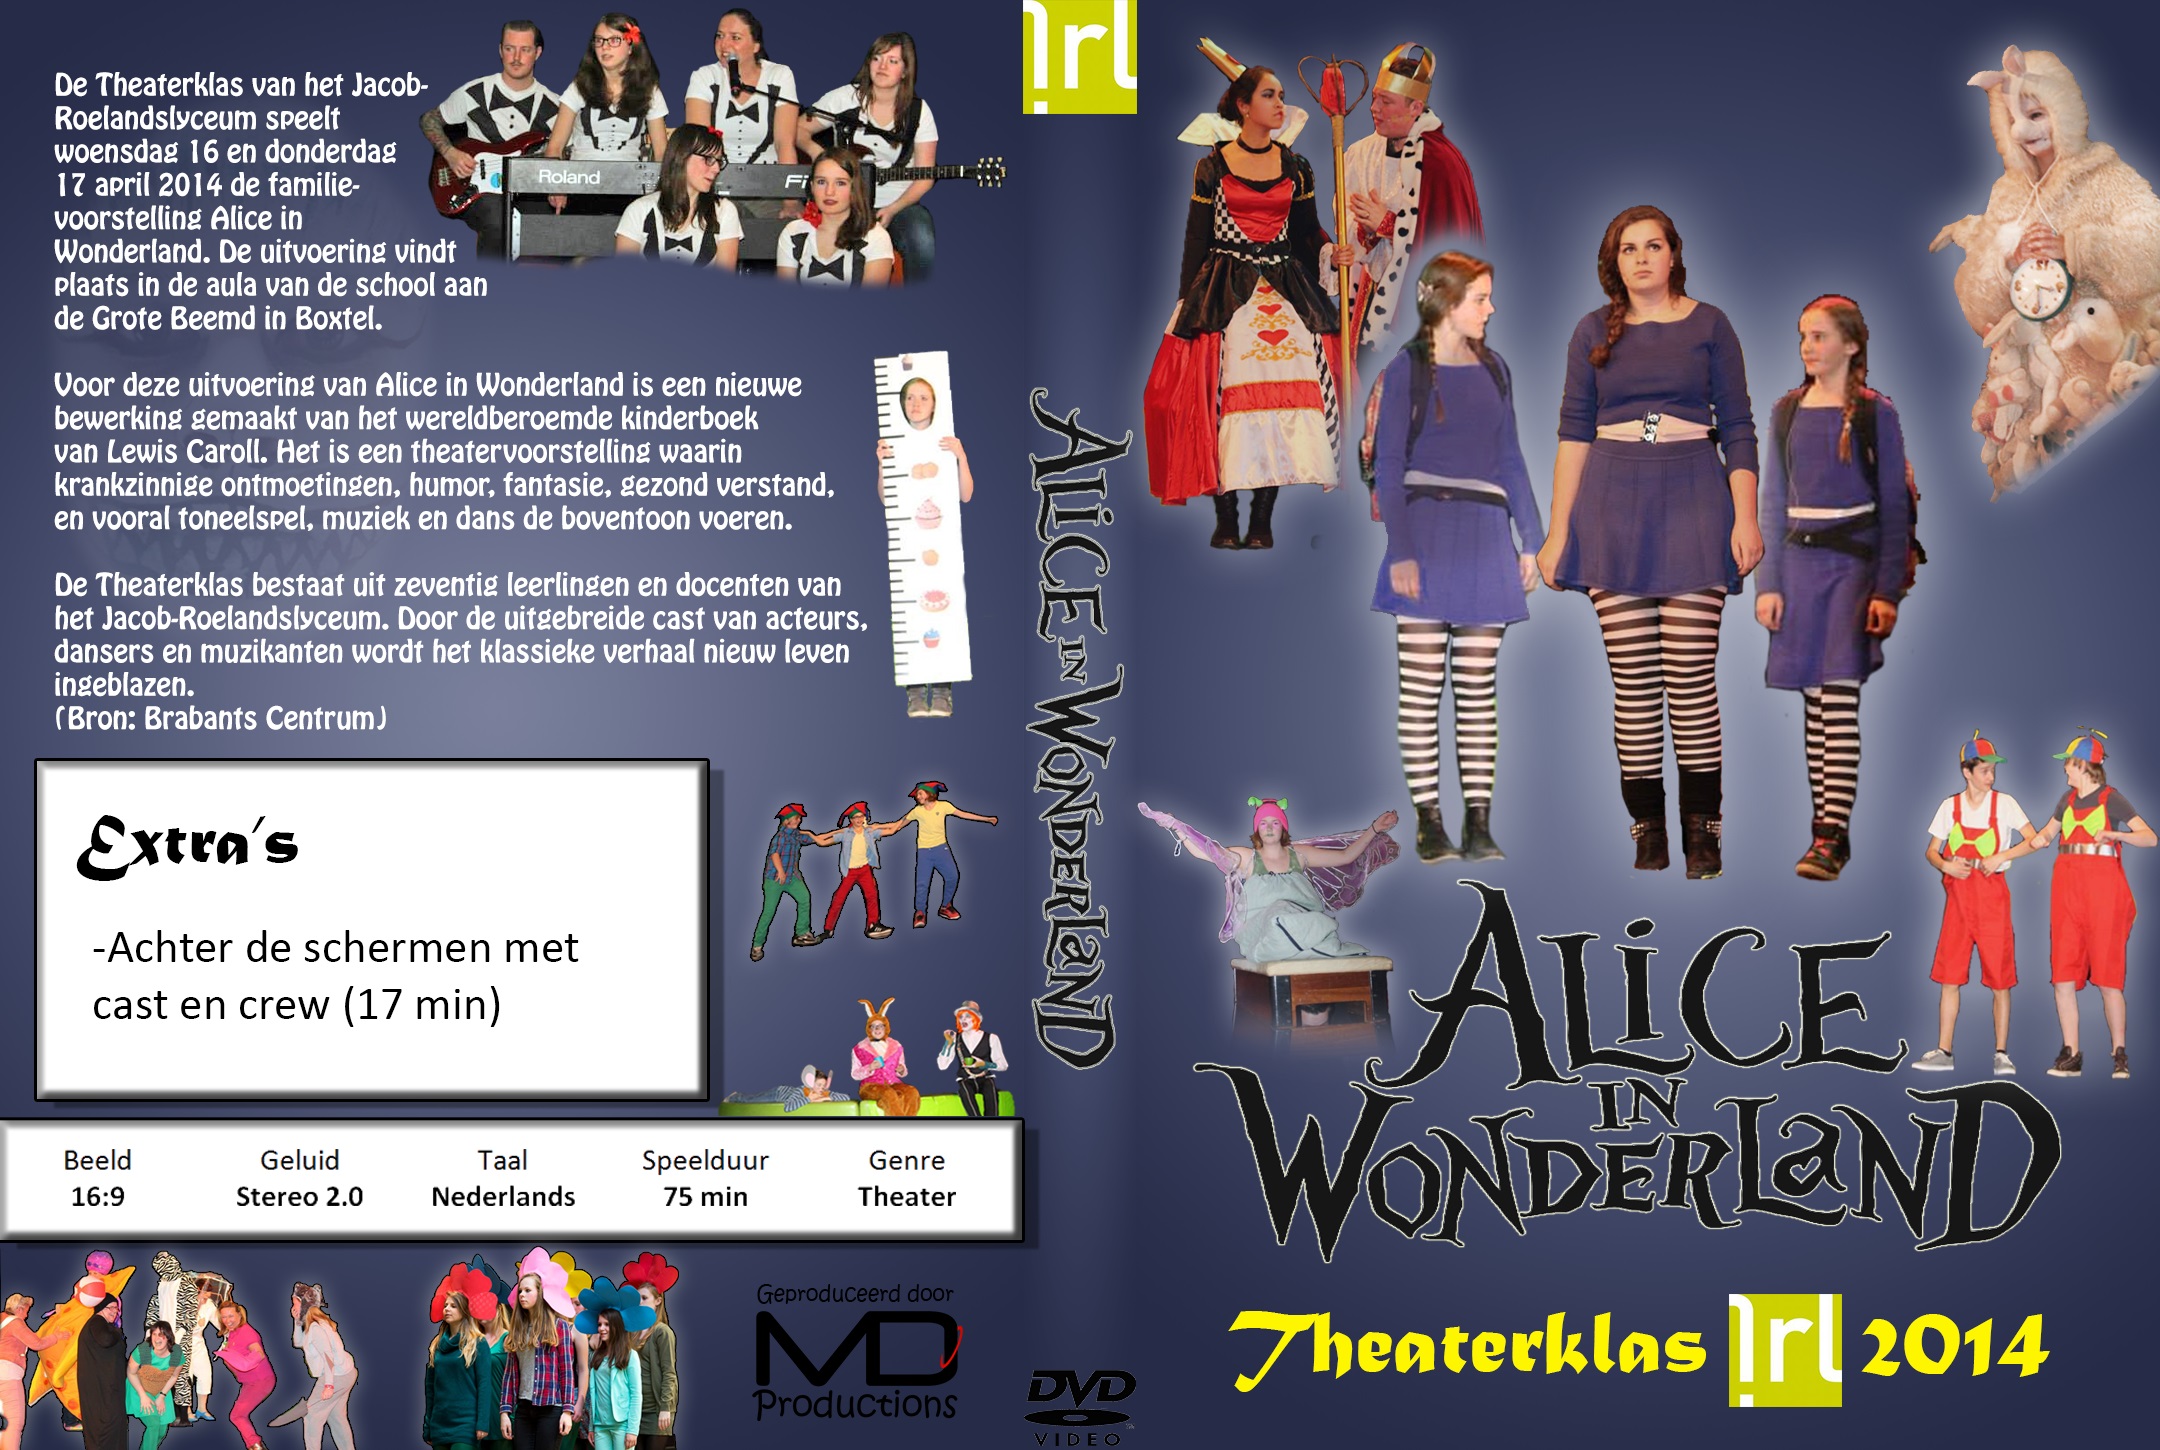 De Theaterklas van het Jacob-
Roelandslyceum speelt
woensdag 16 en donderdag
17 april 2014 de familie-
voorstelling Alice in
Wonderland. De uitvoering vindt
plaats in de aula van de school aan
de Grote Beemd in Boxtel.
Voor deze uitvoering van Alice in Wonderland is een nieuwe
bewerking gemaakt van het wereldberoemde kinderboek
van Lewis Caroll. Het is een theatervoorstelling waarin
krankzinnige ontmoetingen, humor, fantasie, gezond verstand,
en vooral toneelspel, muziek en dans de boventoon voeren.
De Theaterklas bestaat uit zeventig leerlingen en docenten van
het Jacob-Roelandslyceum. Door de uitgebreide cast van acteurs,
dansers en muzikanten wordt het klassieke verhaal nieuw leven
ingeblazen.
(Bron: Brabants Centrum)
Roland
Extra's
-Achter de schermen met
cast en crew (17 min)
Beeld Geluid Taal Speelduur Genre
16:9 Stereo 2.0 Nederlands 75 min Theater
Geproduceerd door
MD
Productions
jrl
Alice in Wonderland
DVD
VIDEO
Alice
in
Wonderland
Theaterklas jrl 2014